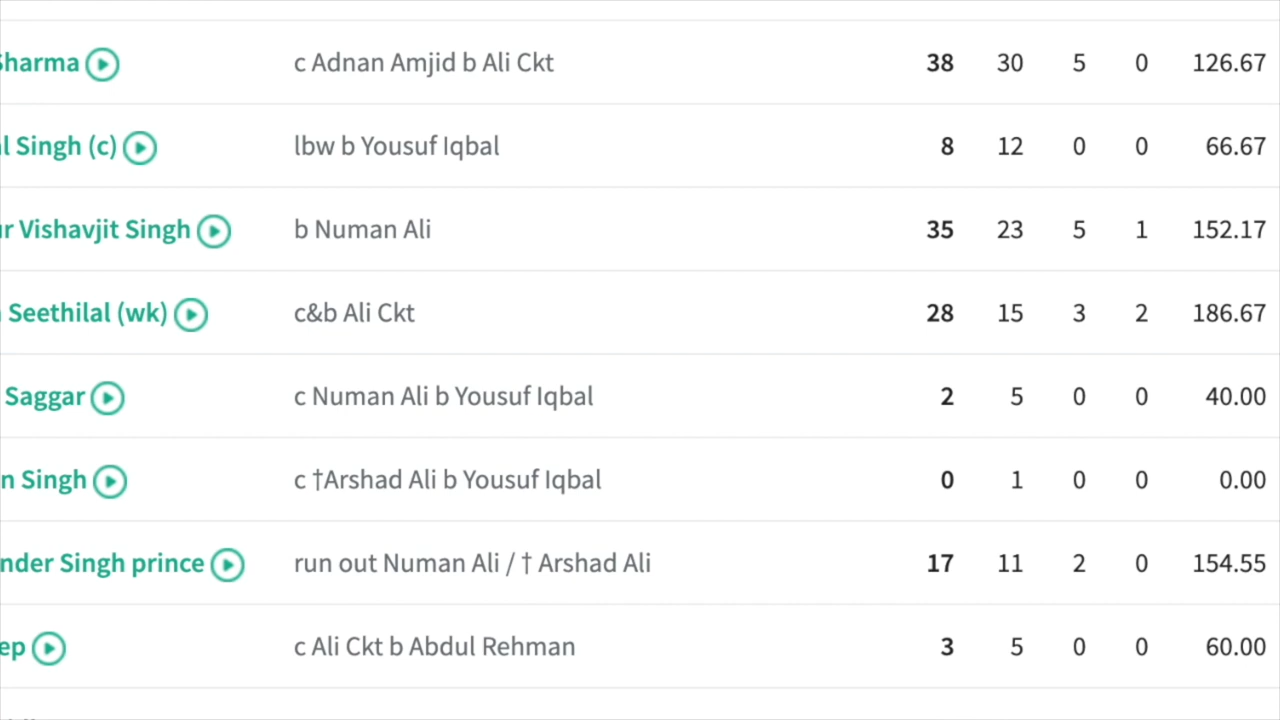 Sharma c Adnan Amjid b Ali Ckt 38 30 5 0 126.67
l Singh (c) lbw b Yousuf Iqbal 8 12 0 0 66.67
ur Vishavjit Singh b Numan Ali 35 23 5 1 152.17
Seethilal (wk) c&b Ali Ckt 28 15 3 2 186.67
Saggar c Numan Ali b Yousuf Iqbal 2 5 0 0 40.00
n Singh c †Arshad Ali b Yousuf Iqbal 0 1 0 0 0.00
nder Singh prince run out Numan Ali / † Arshad Ali 17 11 2 0 154.55
ep c Ali Ckt b Abdul Rehman 3 5 0 0 60.00